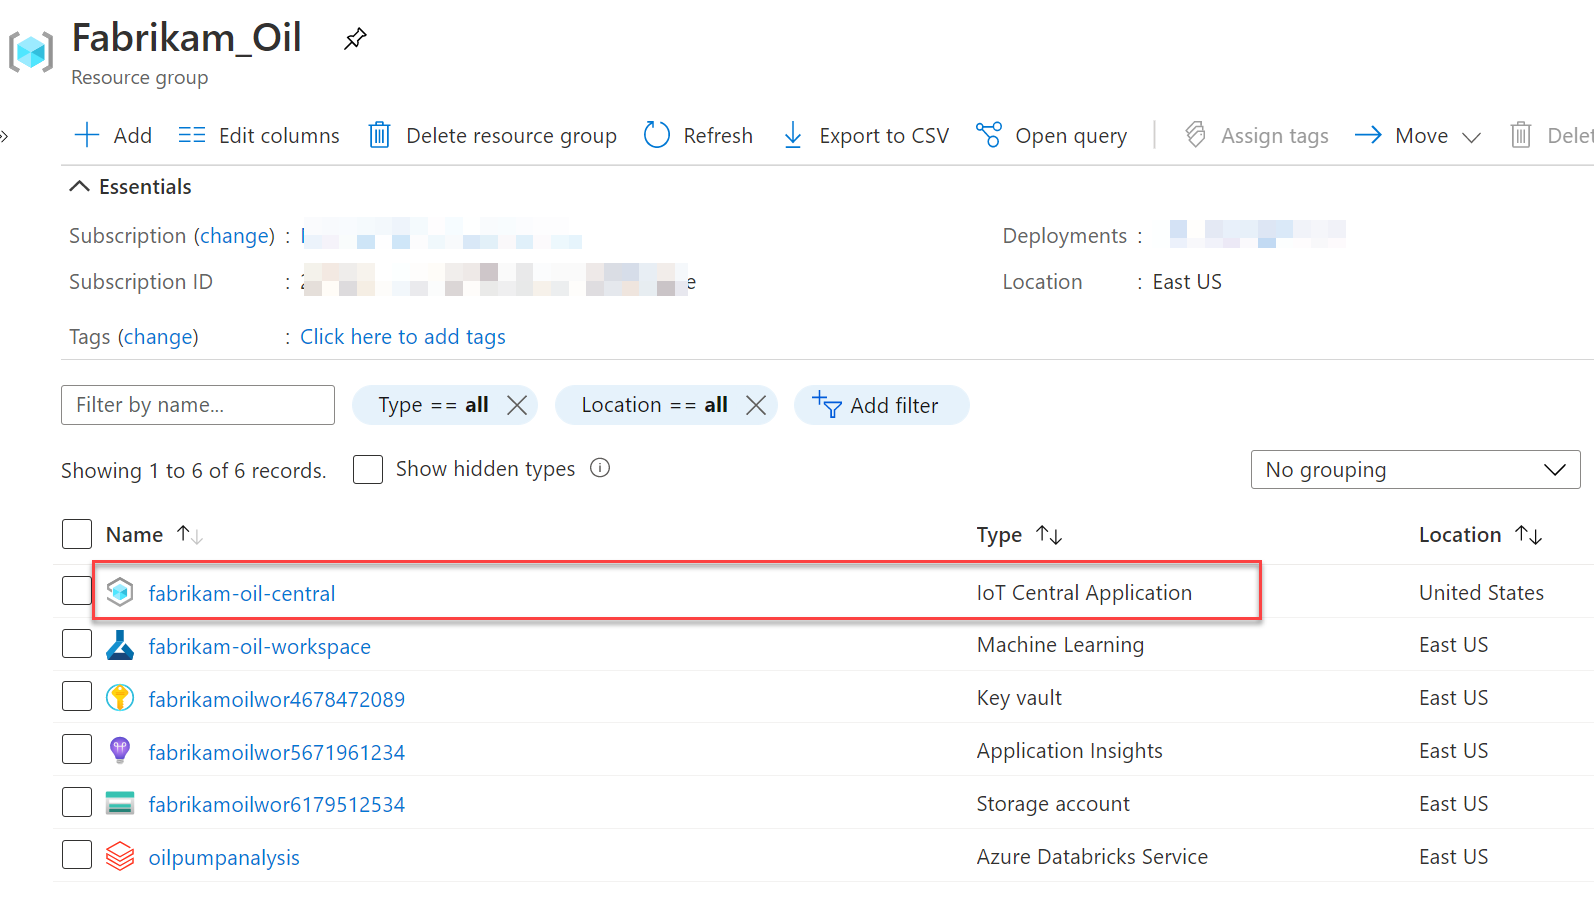 Fabrikam_Oil
Resource group
Add Edit columns Delete resource group Refresh Export to CSV Open query Assign tags Move
Essentials
Subscription (change) : Deployments :
Subscription ID : Location : East US
Tags (change) : Click here to add tags
Filter by name... Type == all Location == all Add filter
Showing 1 to 6 of 6 records. Show hidden types No grouping
Name Type Location
fabrikam-oil-central IoT Central Application United States
fabrikam-oil-workspace Machine Learning East US
fabrikamoilwor4678472089 Key vault East US
fabrikamoilwor5671961234 Application Insights East US
fabrikamoilwor6179512534 Storage account East US
oilpumpanalysis Azure Databricks Service East US